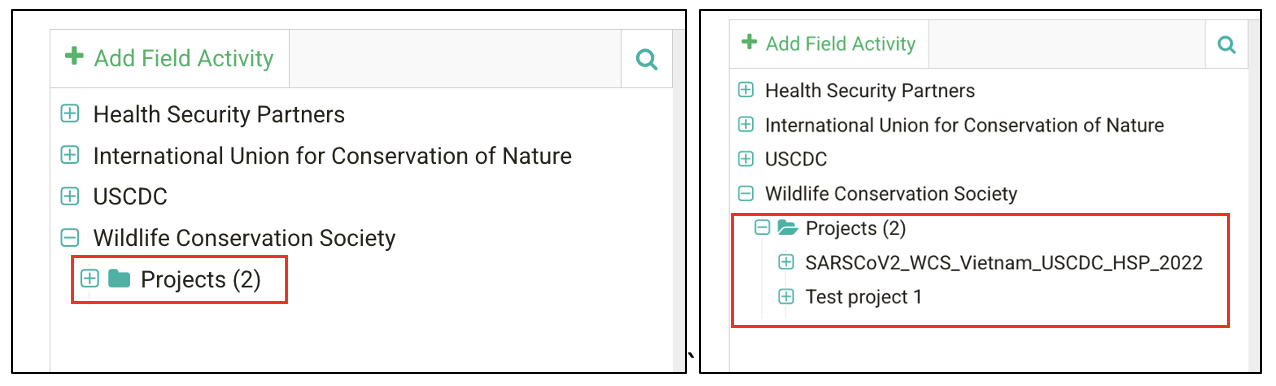 Add Field Activity
Health Security Partners
International Union for Conservation of Nature
USCDC
Wildlife Conservation Society
Projects (2)
Add Field Activity
Health Security Partners
International Union for Conservation of Nature
USCDC
Wildlife Conservation Society
Projects (2)
SARSCoV2_WCS_Vietnam_USCDC_HSP_2022
Test project 1